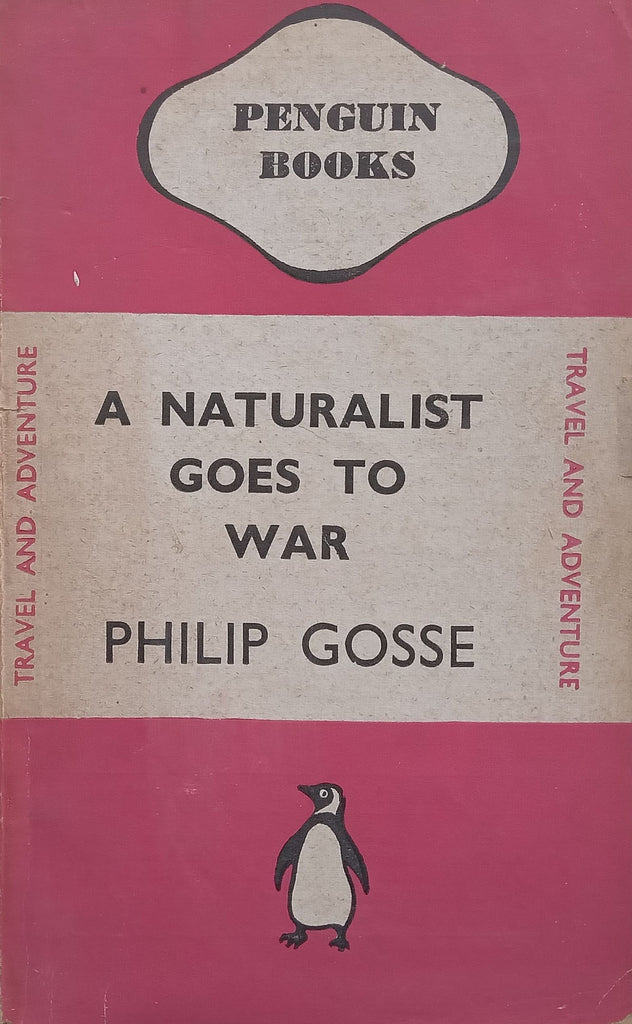 PENGUIN
BOOKS
TRAVEL AND ADVENTURE
A NATURALIST
GOES TO
WAR
PHILIP GOSSE
TRAVEL AND ADVENTURE